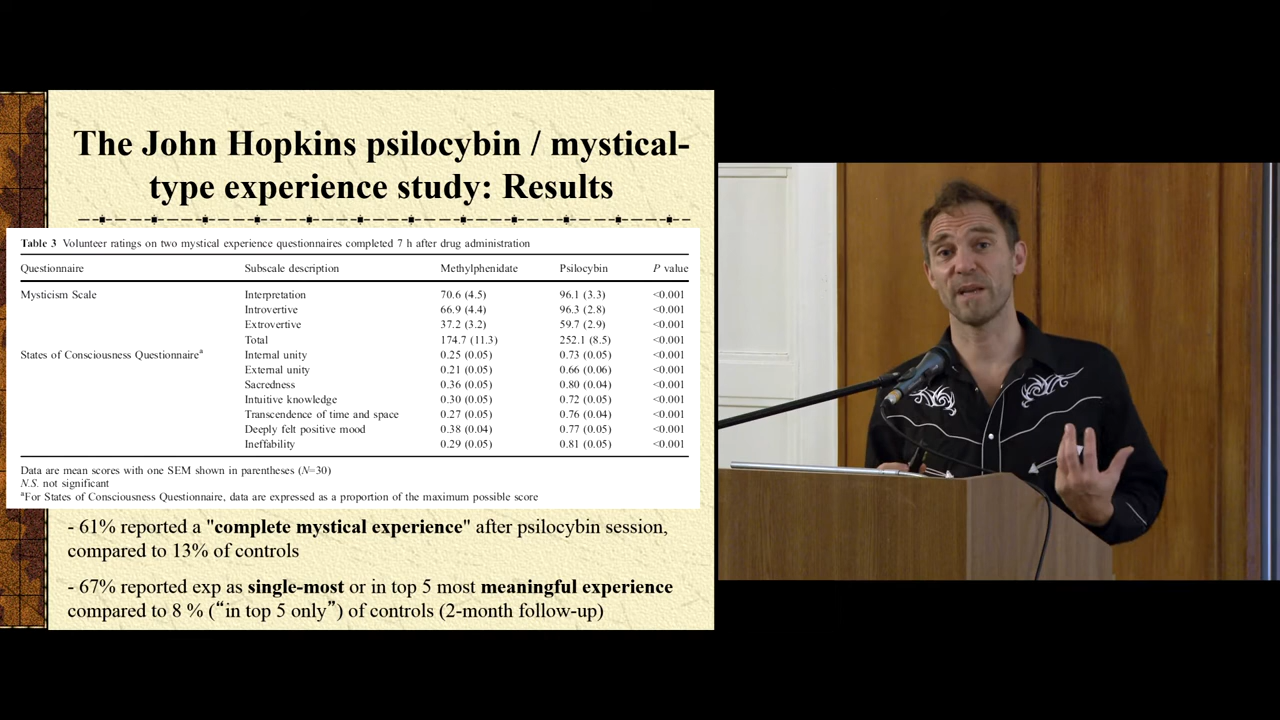 The John Hopkins psilocybin / mystical-
type experience study: Results
Table 3 Volunteer ratings on two mystical experience questionnaires completed 7 h after drug administration
Questionnaire Subscale description Methylphenidate Psilocybin P value
Mysticism Scale Interpretation 70.6 (4.5) 96.1 (3.3) <0.001
Introvertive 66.9 (4.4) 96.3 (2.8) <0.001
Extrovertive 37.2 (3.2) 59.7 (2.9) <0.001
Total 174.7 (11.3) 252.1 (8.5) <0.001
States of Consciousness Questionnaireª Internal unity 0.25 (0.05) 0.73 (0.05) <0.001
External unity 0.21 (0.05) 0.66 (0.06) <0.001
Sacredness 0.36 (0.05) 0.80 (0.04) <0.001
Intuitive knowledge 0.30 (0.05) 0.72 (0.05) <0.001
Transcendence of time and space 0.27 (0.05) 0.76 (0.04) <0.001
Deeply felt positive mood 0.38 (0.04) 0.77 (0.05) <0.001
Ineffability 0.29 (0.05) 0.81 (0.05) <0.001
Data are mean scores with one SEM shown in parentheses (N=30)
N.S. not significant
ªFor States of Consciousness Questionnaire, data are expressed as a proportion of the maximum possible score
- 61% reported a "complete mystical experience" after psilocybin session,
compared to 13% of controls
- 67% reported exp as single-most or in top 5 most meaningful experience
compared to 8 % (“in top 5 only”) of controls (2-month follow-up)